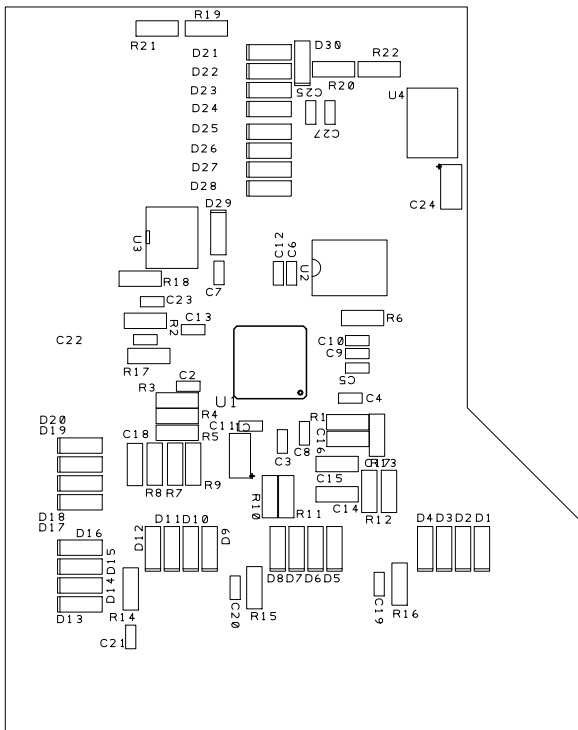 R19
R21
D21
D30
D22
R22
R20
D23
C25
U4
D24
C27
D25
D26
D27
D28
C24
D29
U3
C12
C6
U2
R18
C7
C23
R2
C13
R6
C22
C10
C9
R17
C5
C2
R3
C4
U1
R4
R1
D20
C11
D19
R5
C18
C3
C8
C16
C15
R8
R7
R9
R10
R11
C14
R12
D18
D17
D16
D12
D11
D10
D9
D4
D3
D2
D1
D15
D14
D8
D7
D6
D5
D13
R14
C20
R15
C19
R16
C21